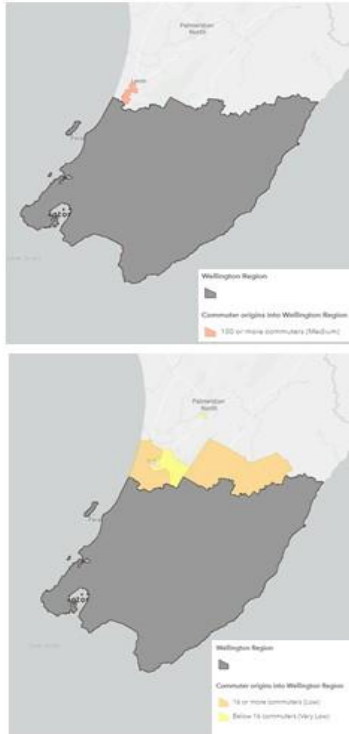 Palmerston
North
Levin
Wellington Region
Commuter origins into Wellington Region
100 or more commuters (Medium)
Palmerston
North
Wellington Region
Commuter origins into Wellington Region
16 or more commuters (Low)
Below 16 commuters (Very Low)